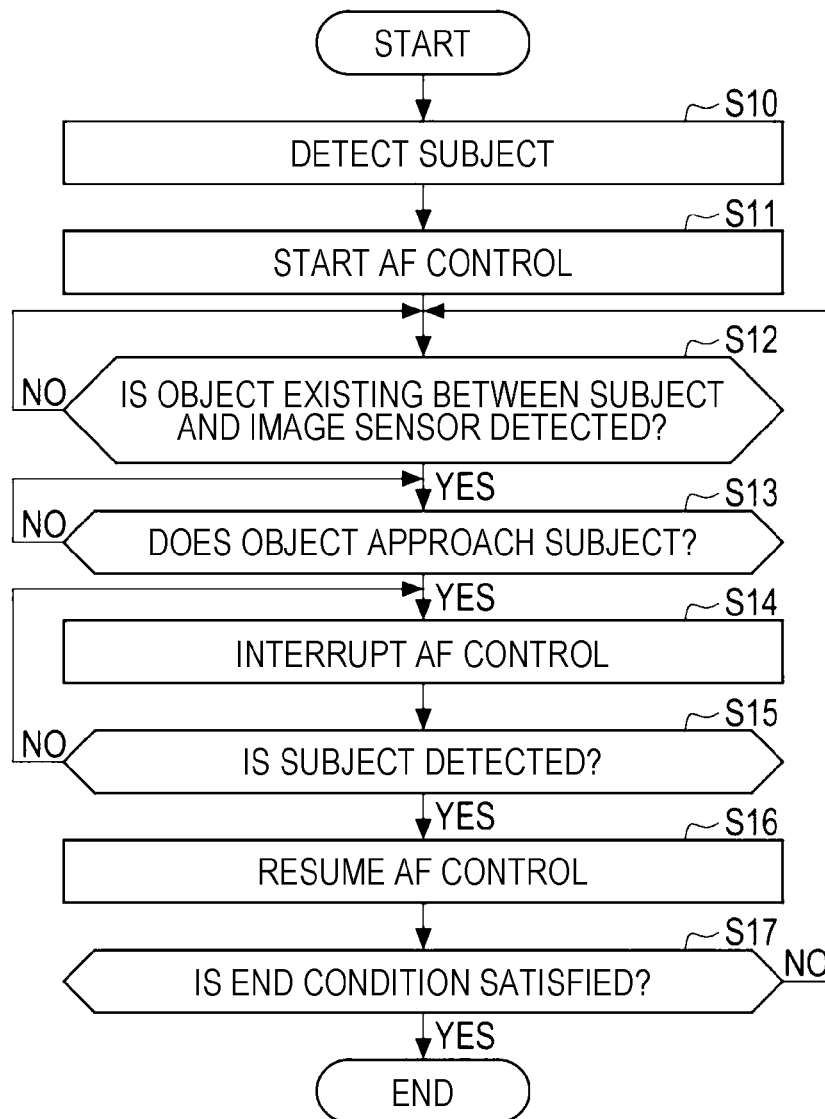 START
S10
DETECT SUBJECT
S11
START AF CONTROL
S12
IS OBJECT EXISTING BETWEEN SUBJECT
AND IMAGE SENSOR DETECTED?
NO
YES
S13
DOES OBJECT APPROACH SUBJECT?
NO
YES
S14
INTERRUPT AF CONTROL
S15
IS SUBJECT DETECTED?
NO
YES
S16
RESUME AF CONTROL
S17
IS END CONDITION SATISFIED?
NO
YES
END